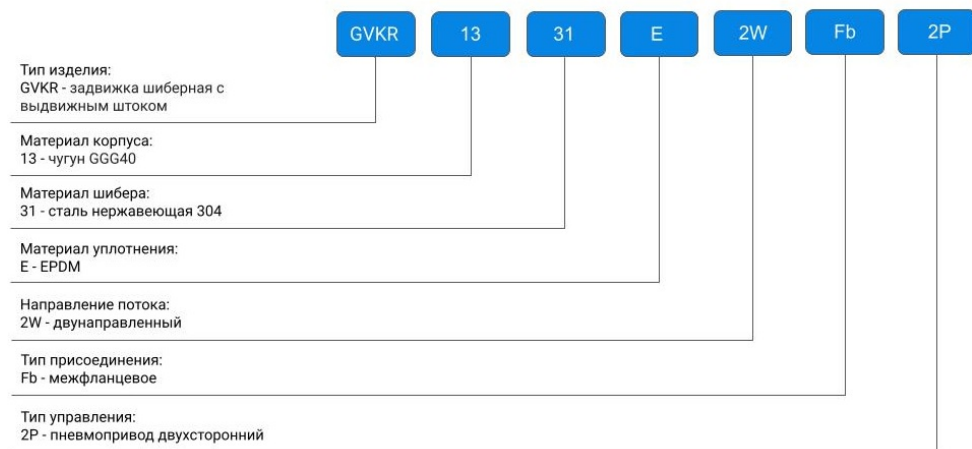 GVKR 13 31 E 2W Fb 2P
Тип изделия:
GVKR - задвижка шиберная с
выдвижным штоком
Материал корпуса:
13 - чугун GGG40
Материал шибера:
31 - сталь нержавеющая 304
Материал уплотнения:
E - EPDM
Направление потока:
2W - двунаправленный
Тип присоединения:
Fb - межфланцевое
Тип управления:
2P - пневмопривод двухсторонний